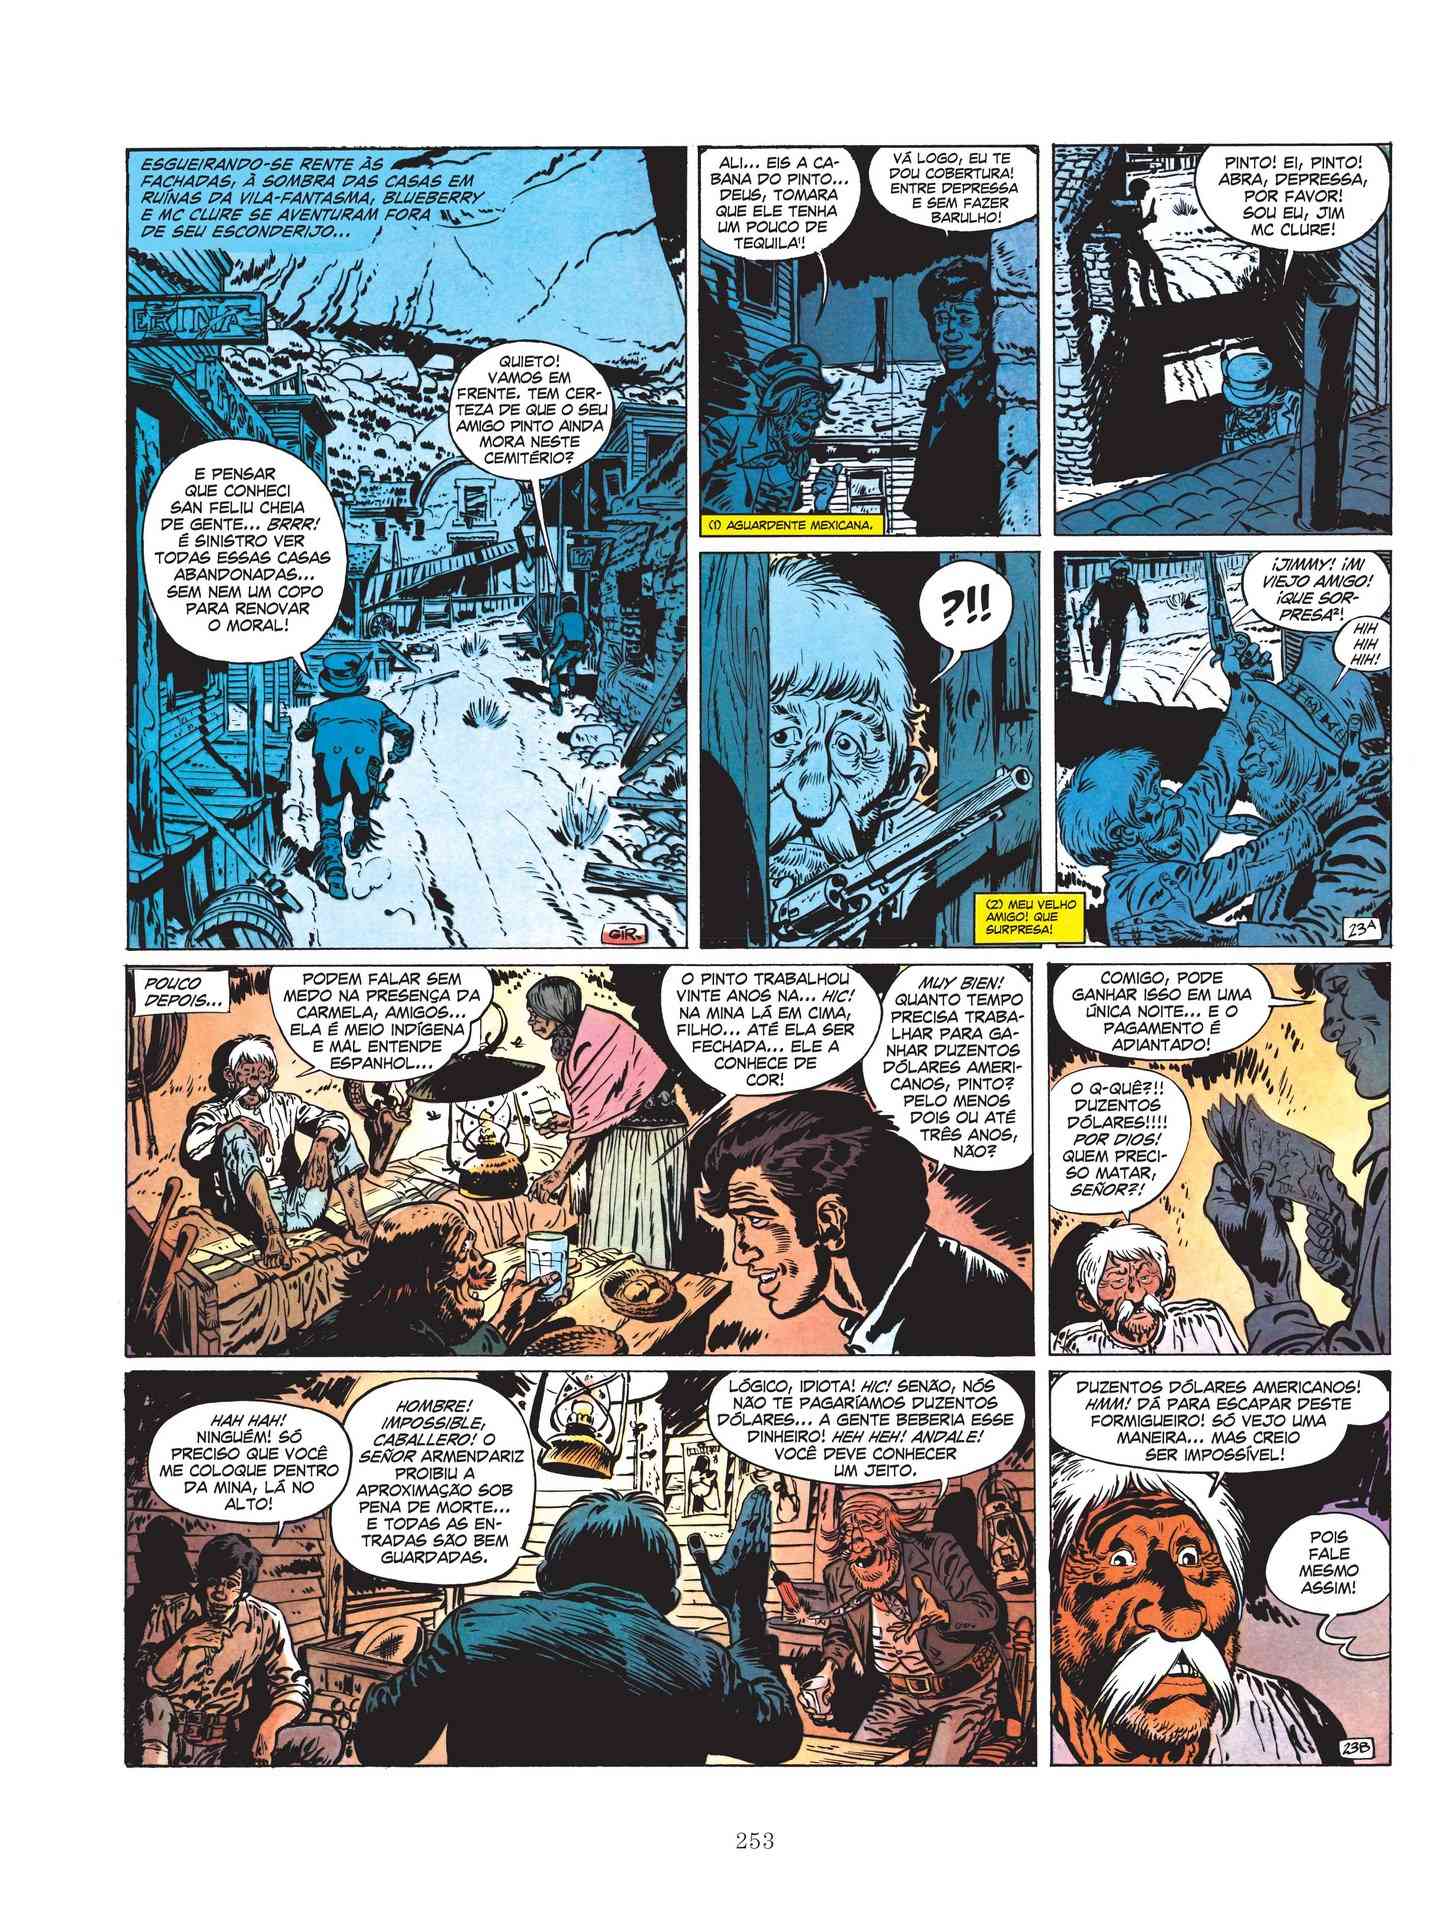 ESGUEIRANDO-SE RENTE ÀS
FACHADAS, À SOMBRA DAS CASAS EM
RUÍNAS DA VILA-FANTASMA, BLUEBERRY
E MC CLURE SE AVENTURAM FORA
DE SEU ESCONDERIJO...
ERINA
QUIETO!
VAMOS EM
FRENTE. TEM CER-
TEZA DE QUE O SEU
AMIGO PINTO AINDA
MORA NESTE
CEMITÉRIO?
E PENSAR
QUE CONHECI
SAN FELIU CHEIA
DE GENTE... BRRR!
É SINISTRO VER
TODAS ESSAS CASAS
ABANDONADAS...
SEM NEM UM COPO
PARA RENOVAR
O MORAL!
GIR.
ALI... EIS A CA-
BANA DO PINTO...
DEUS, TOMARA
QUE ELE TENHA
UM POUCO DE
TEQUILA¹!
VÁ LOGO, EU TE
DOU COBERTURA!
ENTRE DEPRESSA
E SEM FAZER
BARULHO!
(1) AGUARDENTE MEXICANA.
PINTO! EI, PINTO!
ABRA, DEPRESSA,
POR FAVOR!
SOU EU, JIM
MC CLURE!
?!!
¡JIMMY! ¡MI
VIEJO AMIGO!
¡QUE SOR-
PRESA²!
HIH
HIH
HIH!
(2) MEU VELHO
AMIGO! QUE
SURPRESA!
23A
POUCO
DEPOIS...
PODEM FALAR SEM
MEDO NA PRESENÇA DA
CARMELA, AMIGOS...
ELA É MEIO INDÍGENA
E MAL ENTENDE
ESPANHOL...
O PINTO TRABALHOU
VINTE ANOS NA... HIC!
NA MINA LÁ EM CIMA,
FILHO... ATÉ ELA SER
FECHADA... ELE A
CONHECE DE
COR!
MUY BIEN!
QUANTO TEMPO
PRECISA TRABA-
LHAR PARA GA-
NHAR DUZENTOS
DÓLARES AMERI-
CANOS, PINTO?
PELO MENOS
DOIS OU ATÉ
TRÊS ANOS,
NÃO?
COMIGO, PODE
GANHAR ISSO EM UMA
ÚNICA NOITE... E O
PAGAMENTO É
ADIANTADO!
O Q-QUÊ?!!
DUZENTOS
DÓLARES!!!!
POR DIOS!
QUEM PRECI-
SO MATAR,
SEÑOR?!
HAH HAH!
NINGUÉM! SÓ
PRECISO QUE VOCÊ
ME COLOQUE DENTRO
DA MINA, LÁ NO
ALTO!
HOMBRE!
IMPOSSIBLE,
CABALLERO! O
SEÑOR ARMENDARIZ
PROIBIU A
APROXIMAÇÃO SOB
PENA DE MORTE...
E TODAS AS EN-
TRADAS SÃO BEM
GUARDADAS.
LÓGICO, IDIOTA! HIC! SENÃO, NÓS
NÃO TE PAGARÍAMOS DUZENTOS
DÓLARES... A GENTE BEBERIA ESSE
DINHEIRO! HEH HEH! ANDALE!
VOCÊ DEVE CONHECER
UM JEITO.
DUZENTOS DÓLARES AMERICANOS!
HMM! DÁ PARA ESCAPAR DESTE
FORMIGUEIRO! SÓ VEJO UMA
MANEIRA... MAS CREIO
SER IMPOSSÍVEL!
POIS
FALE
MESMO
ASSIM!
23B
253